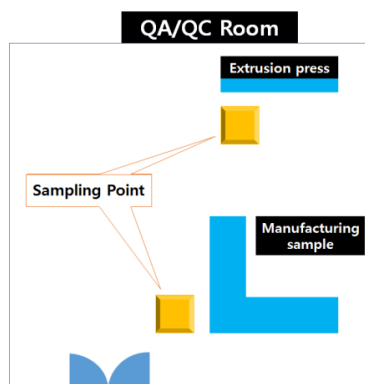 QA/QC Room
Extrusion press
Sampling Point
Manufacturing
sample